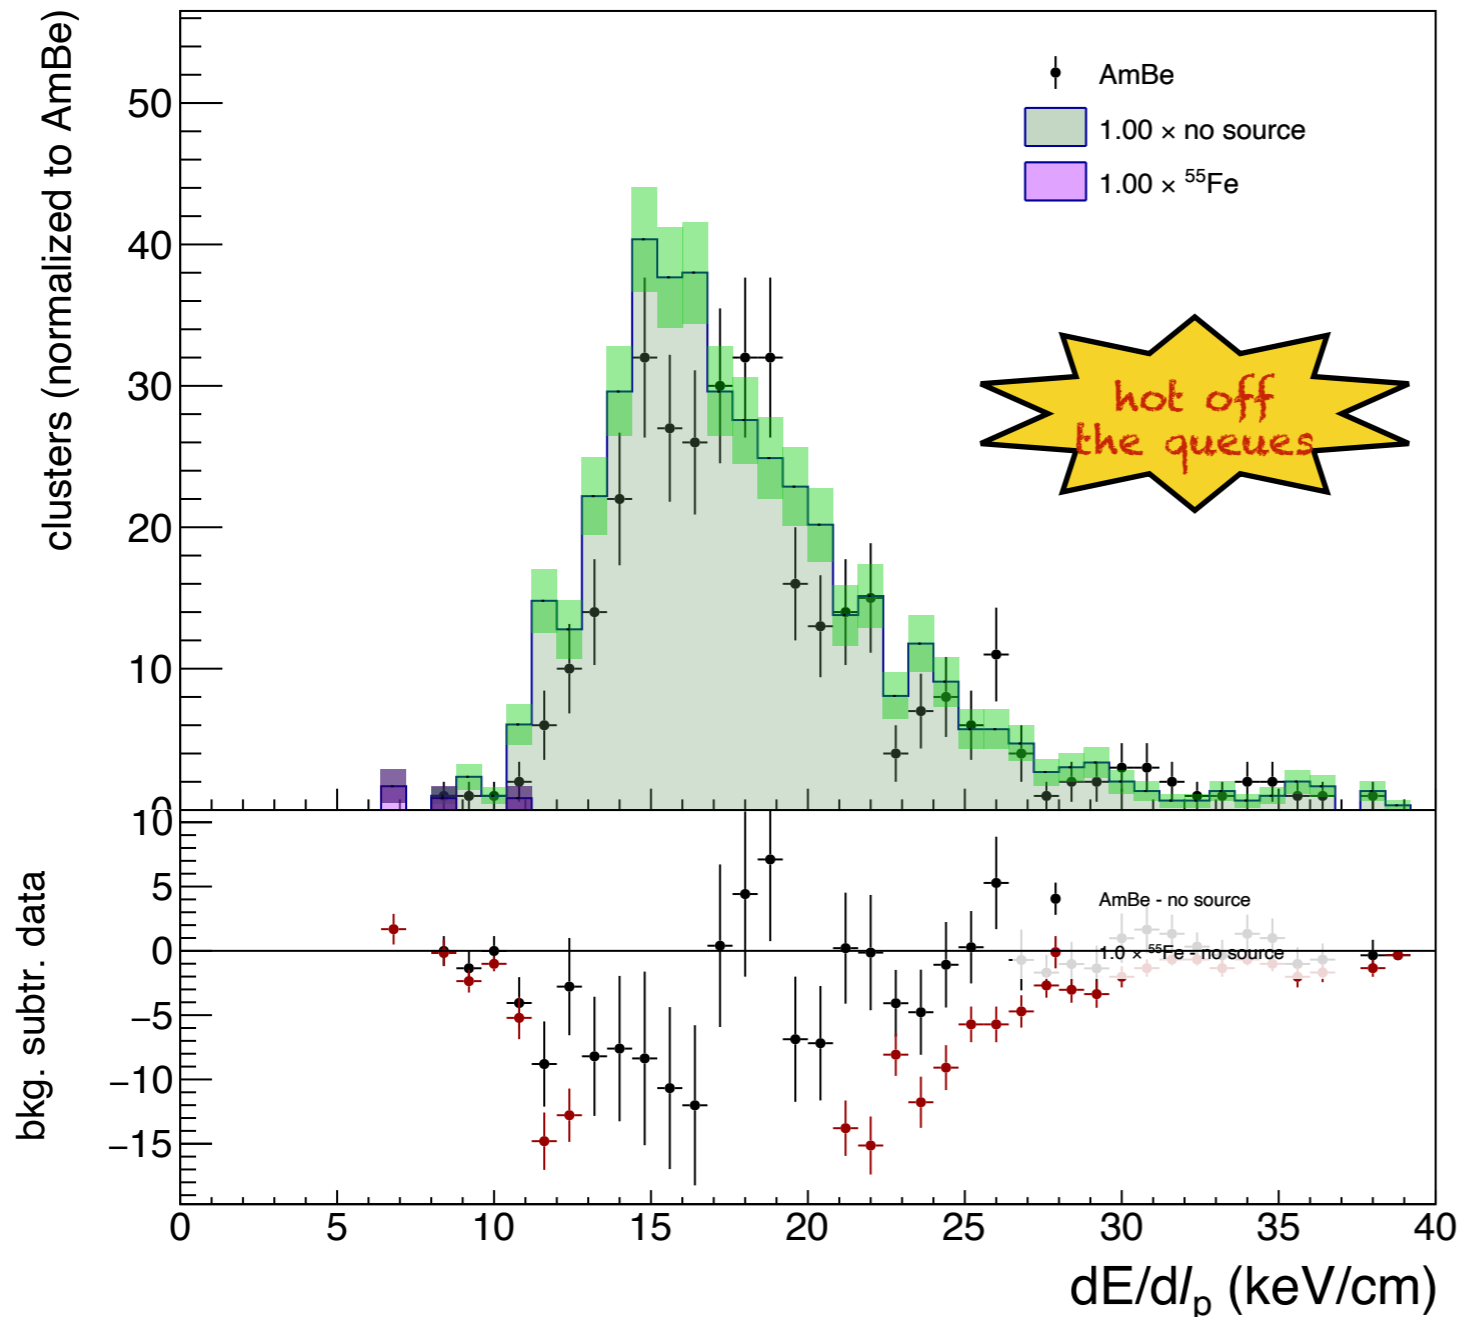 clusters (normalized to AmBe)
50
40
30
20
10
0
AmBe
1.00 × no source
1.00 × ⁵⁵Fe
hot off
the queues
bkg. subtr. data
10
5
0
−5
−10
−15
AmBe - no source
1.0 × ⁵⁵Fe - no source
0 5 10 15 20 25 30 35 40
dE/dlₚ (keV/cm)